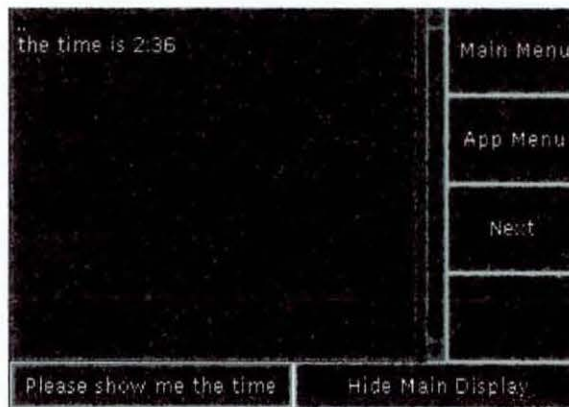 the time is 2:36
Main Menu
App Menu
Next
Please show me the time
Hide Main Display